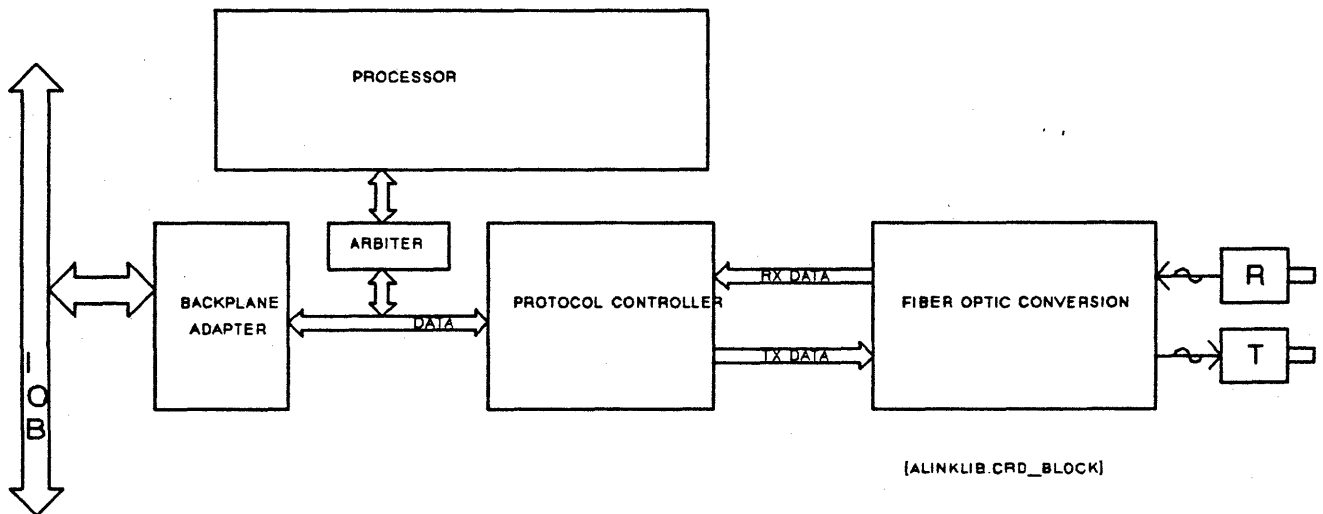 PROCESSOR
ARBITER
BACKPLANE
ADAPTER
DATA
PROTOCOL CONTROLLER
RX DATA
TX DATA
FIBER OPTIC CONVERSION
R
T
I
O
B
[ALINKLIB.CRD_BLOCK]